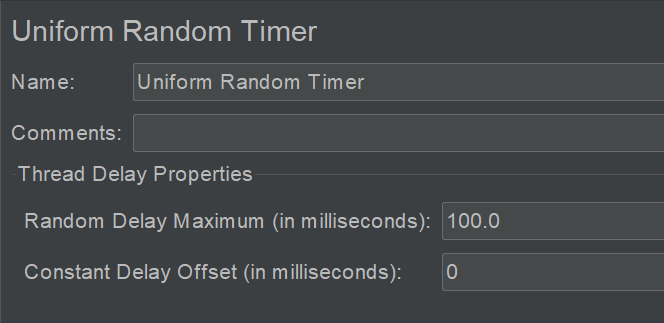 Uniform Random Timer
Name: Uniform Random Timer
Comments:
Thread Delay Properties
Random Delay Maximum (in milliseconds): 100.0
Constant Delay Offset (in milliseconds): 0